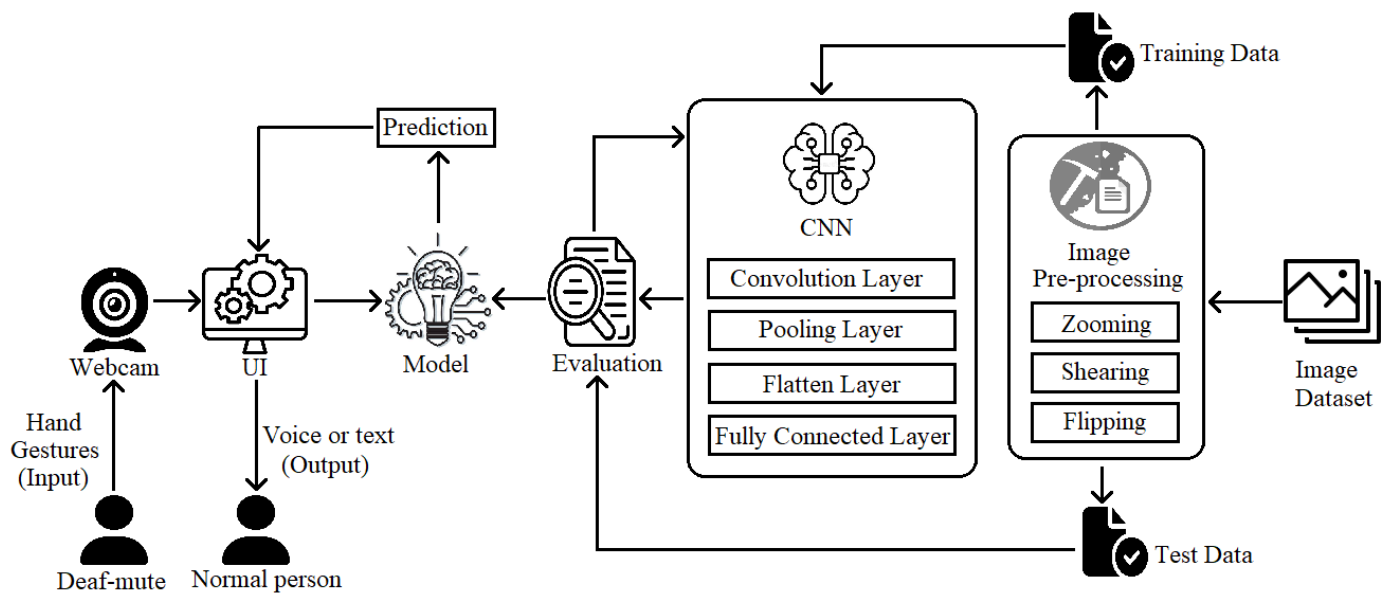 Training Data
Prediction
CNN
Image
Pre-processing
Convolution Layer
Zooming
Pooling Layer
Webcam
UI
Model
Evaluation
Shearing
Image
Dataset
Flatten Layer
Flipping
Hand
Gestures
(Input)
Voice or text
(Output)
Fully Connected Layer
Test Data
Deaf-mute
Normal person